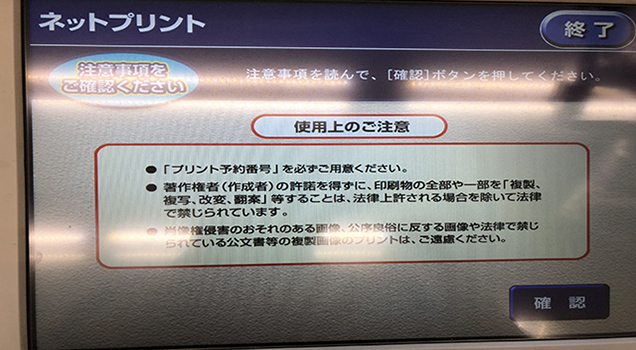 ネットプリント
終了
注意事項を
ご確認ください
注意事項を読んで、[確認]ボタンを押してください。
使用上のご注意
●「プリント予約番号」を必ずご用意ください。
●著作権者(作成者)の許諾を得ずに、印刷物の全部や一部を「複製、
複写、改変、翻案」等することは、法律上許される場合を除いて法律
で禁じられています。
●肖像権侵害のおそれのある画像、公序良俗に反する画像や法律で禁じ
られている公文書等の複製画像のプリントは、ご遠慮ください。
確認